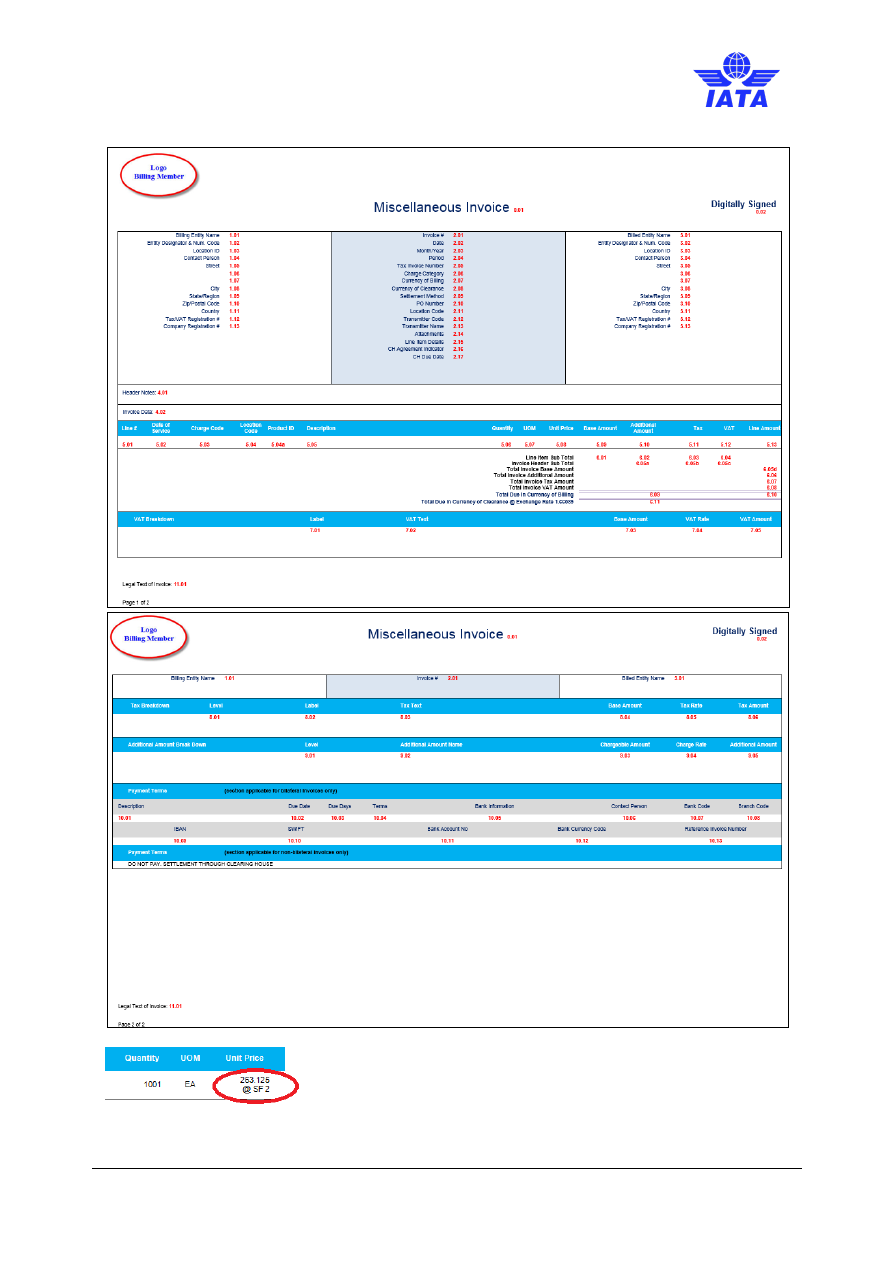 IATA
Logo
Billing Member
Miscellaneous Invoice 0.01
Digitally Signed
0.02
Billing Entity Name 1.01 Invoice # 2.01 Billed Entity Name 3.01
Entity Designator & Num. Code 1.02 Date 2.02 Entity Designator & Num. Code 3.02
Location ID 1.03 Month/Year 2.03 Location ID 3.03
Contact Person 1.04 Period 2.04 Contact Person 3.04
Street 1.05 Tax Invoice Number 2.05 Street 3.05
1.06 Charge Category 2.06 3.06
1.07 Currency of Billing 2.07 3.07
City 1.08 Currency of Clearance 2.08 City 3.08
State/Region 1.09 Settlement Method 2.09 State/Region 3.09
Zip/Postal Code 1.10 PO Number 2.10 Zip/Postal Code 3.10
Country 1.11 Location Code 2.11 Country 3.11
Tax/VAT Registration # 1.12 Transmitter Code 2.12 Tax/VAT Registration # 3.12
Company Registration # 1.13 Transmitter Name 2.13 Company Registration # 3.13
Attachments 2.14
Line Item Details 2.15
CH Agreement Indicator 2.16
CH Due Date 2.17
Header Notes: 4.01
Invoice Data: 4.02
Line # Date of Service Charge Code Location Code Product ID Description Quantity UOM Unit Price Base Amount Additional Amount Tax VAT Line Amount
5.01 5.02 5.03 5.04 5.04a 5.05 5.06 5.07 5.08 5.09 5.10 5.11 5.12 5.13
Line Item Sub Total 6.01 6.02 6.03 6.04
Invoice Header Sub Total 6.05a 6.05b 6.05c
Total Invoice Base Amount 6.05d
Total Invoice Additional Amount 6.06
Total Invoice Tax Amount 6.07
Total Invoice VAT Amount 6.08
Total Due in Currency of Billing 6.09 6.10
Total Due in Currency of Clearance @ Exchange Rate 6.11
VAT Breakdown Label VAT Text Base Amount VAT Rate VAT Amount
7.01 7.02 7.03 7.04 7.05
Legal Text of Invoice: 11.01
Page 1 of 2
Logo
Billing Member
Miscellaneous Invoice 0.01
Digitally Signed
0.02
Billing Entity Name 1.01 Invoice # 2.01 Billed Entity Name 3.01
Tax Breakdown Level Label Tax Text Base Amount Tax Rate Tax Amount
8.01 8.02 8.03 8.04 8.05 8.06
Additional Amount Break Down Level Additional Amount Name Chargeable Amount Charge Rate Additional Amount
9.01 9.02 9.03 9.04 9.05
Payment Terms (section applicable for bilateral invoices only)
Description Due Date Due Days Terms Bank Information Contact Person Bank Code Branch Code
10.01 10.02 10.03 10.04 10.05 10.06 10.07 10.08
IBAN SWIFT Bank Account No Bank Currency Code Reference Invoice Number
10.09 10.10 10.11 10.12 10.13
Payment Terms (section applicable for non-bilateral invoices only)
DO NOT PAY, SETTLEMENT THROUGH CLEARING HOUSE
Legal Text of Invoice: 11.01
Page 2 of 2
Quantity UOM Unit Price
1001 EA 253.125
@ SF 2